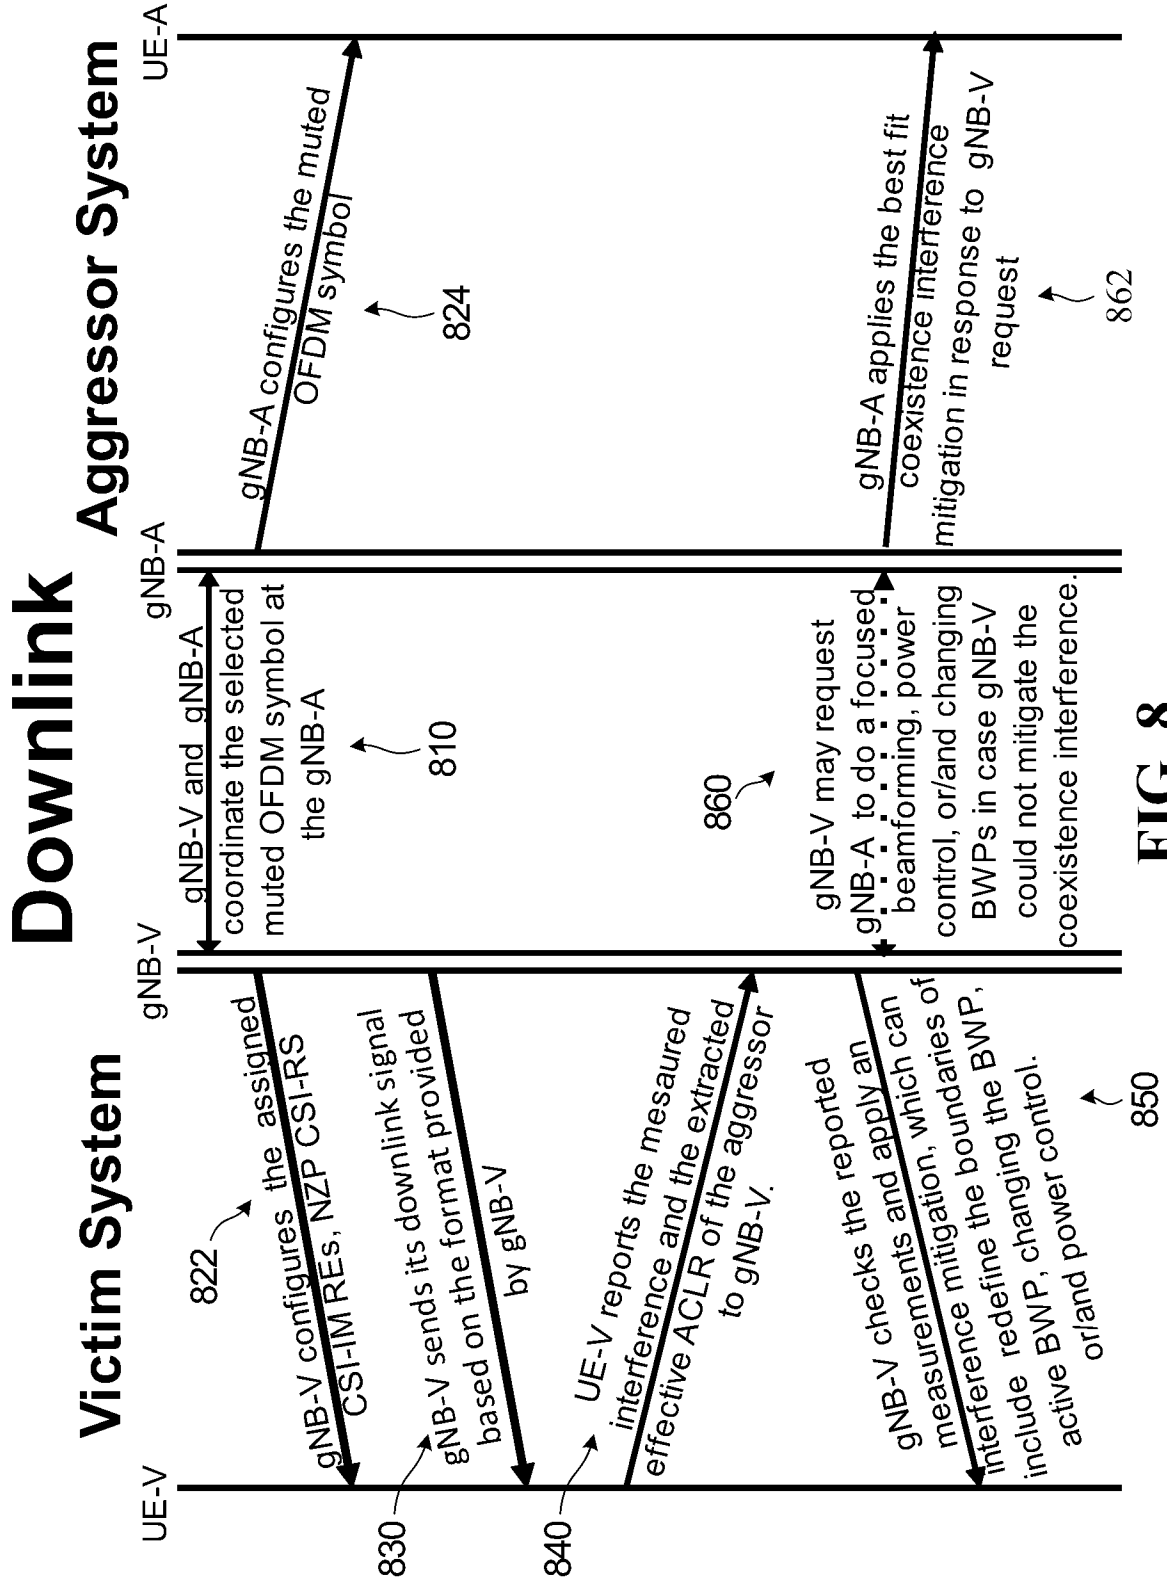 Downlink
Victim System
Aggressor System
UE-V
gNB-V
gNB-A
UE-A
gNB-V and gNB-A
coordinate the selected
muted OFDM symbol at
the gNB-A
810
822
gNB-V configures the assigned
CSI-IM REs, NZP CSI-RS
gNB-A configures the muted
OFDM symbol
824
830
gNB-V sends its downlink signal
based on the format provided
by gNB-V
840
UE-V reports the mesaured
interference and the extracted
effective ACLR of the aggressor
to gNB-V.
gNB-V checks the reported
measurements and apply an
interference mitigation, which can
include redefine the boundaries of
active BWP, changing the BWP,
or/and power control.
850
860
gNB-V may request
gNB-A to do a focused
beamforming, power
control, or/and changing
BWPs in case gNB-V
could not mitigate the
coexistence interference.
gNB-A applies the best fit
coexistence interference
mitigation in response to gNB-V
request
862
FIG. 8